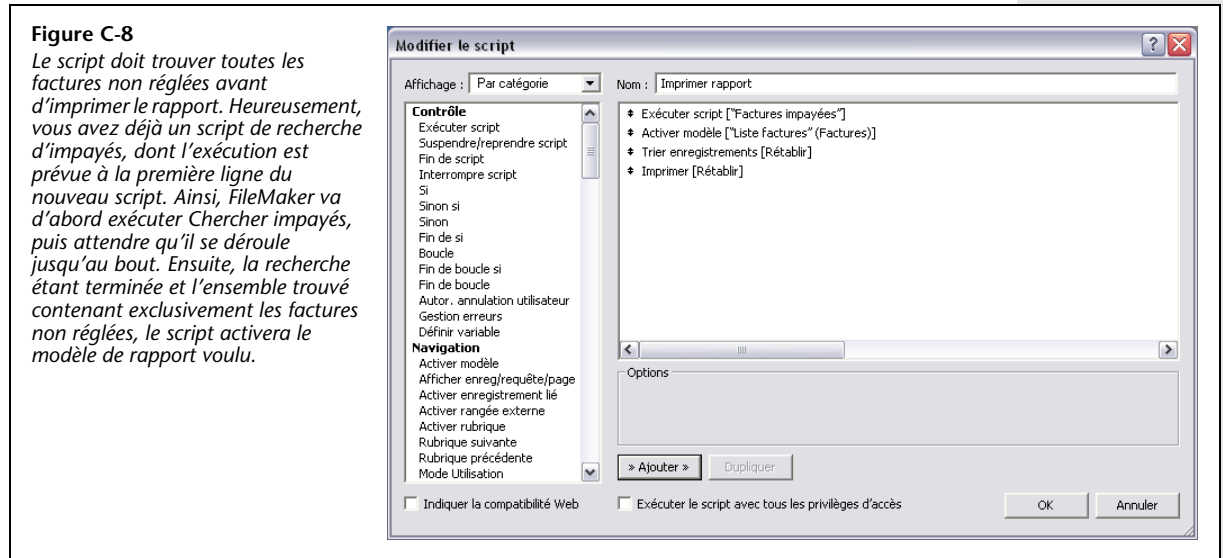 Figure C-8
Le script doit trouver toutes les
factures non réglées avant
d'imprimer le rapport. Heureusement,
vous avez déjà un script de recherche
d'impayés, dont l'exécution est
prévue à la première ligne du
nouveau script. Ainsi, FileMaker va
d'abord exécuter Chercher impayés,
puis attendre qu'il se déroule
jusqu'au bout. Ensuite, la recherche
étant terminée et l'ensemble trouvé
contenant exclusivement les factures
non réglées, le script activera le
modèle de rapport voulu.
Modifier le script
Affichage : Par catégorie
Nom : Imprimer rapport
Contrôle
Exécuter script
Suspendre/reprendre script
Fin de script
Interrompre script
Si
Sinon si
Sinon
Fin de si
Boucle
Fin de boucle si
Fin de boucle
Autor. annulation utilisateur
Gestion erreurs
Définir variable
Navigation
Activer modèle
Afficher enreg/requête/page
Activer enregistrement lié
Activer rangée externe
Activer rubrique
Rubrique suivante
Rubrique précédente
Mode Utilisation
Exécuter script ["Factures impayées"]
Activer modèle ["Liste factures" (Factures)]
Trier enregistrements [Rétablir]
Imprimer [Rétablir]
Options
» Ajouter »
Dupliquer
Indiquer la compatibilité Web
Exécuter le script avec tous les privilèges d'accès
OK
Annuler